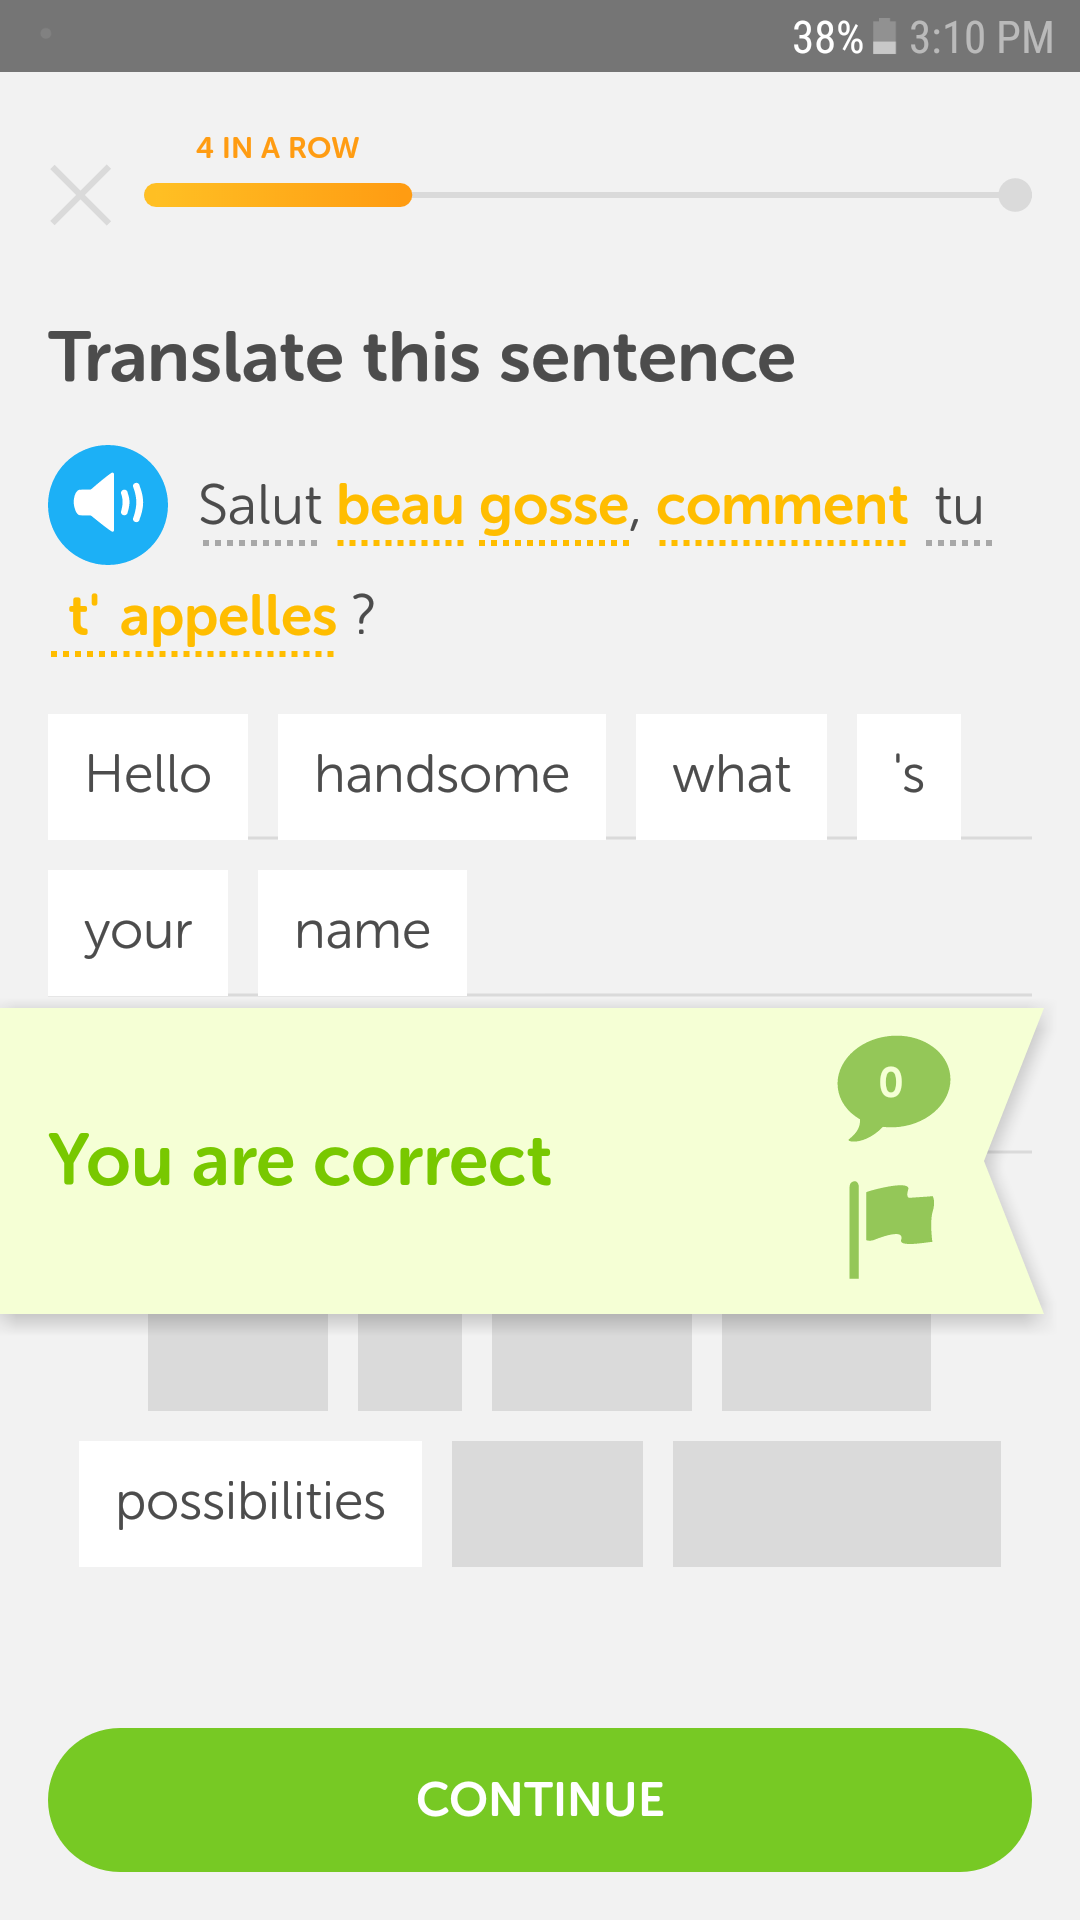 38% 3:10 PM
4 IN A ROW
Translate this sentence
Salut beau gosse, comment tu
t' appelles ?
Hello handsome what 's
your name
0
You are correct
possibilities
CONTINUE